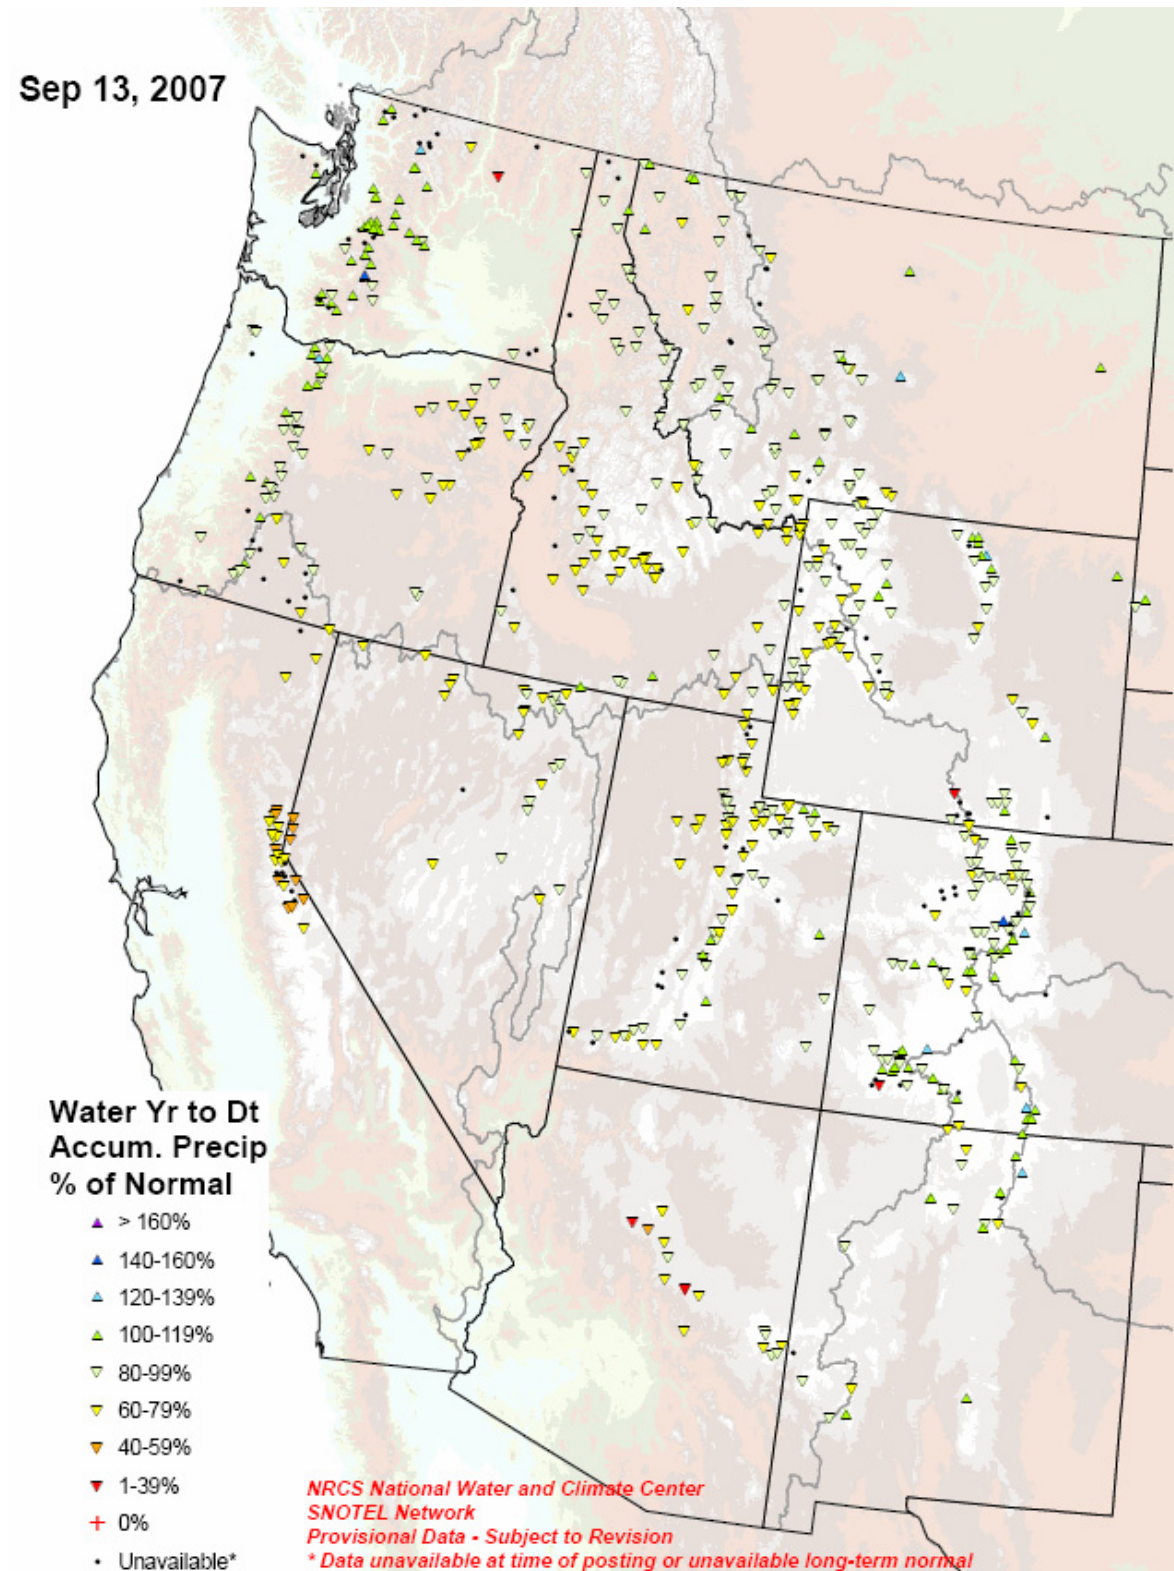 Sep 13, 2007
Water Yr to Dt
Accum. Precip
% of Normal
> 160%
140-160%
120-139%
100-119%
80-99%
60-79%
40-59%
1-39%
0%
Unavailable*
NRCS National Water and Climate Center
SNOTEL Network
Provisional Data - Subject to Revision
* Data unavailable at time of posting or unavailable long-term normal